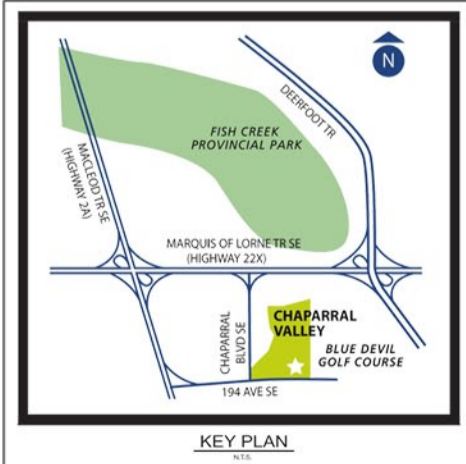 N
DEERFOOT TR
FISH CREEK
PROVINCIAL PARK
MACLEOD TR SE
(HIGHWAY 2A)
MARQUIS OF LORNE TR SE
(HIGHWAY 22X)
CHAPARRAL
BLVD SE
CHAPARRAL
VALLEY
BLUE DEVIL
GOLF COURSE
194 AVE SE
KEY PLAN
N.T.S.